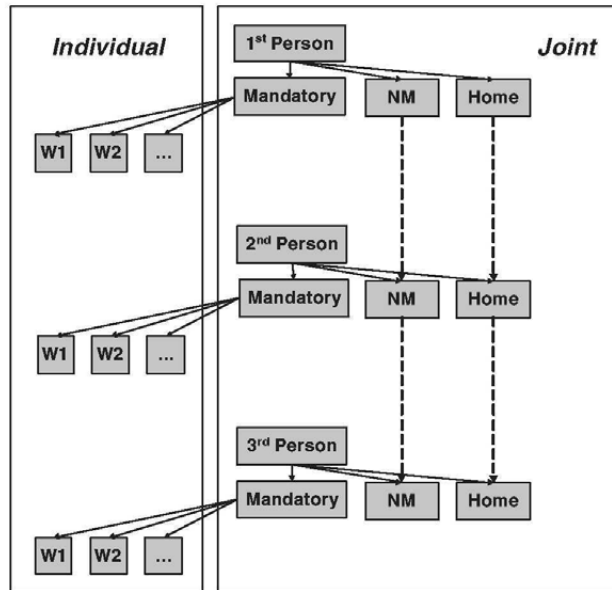 Individual
Joint
1st Person
Mandatory NM Home
W1 W2 ...
2nd Person
Mandatory NM Home
W1 W2 ...
3rd Person
Mandatory NM Home
W1 W2 ...